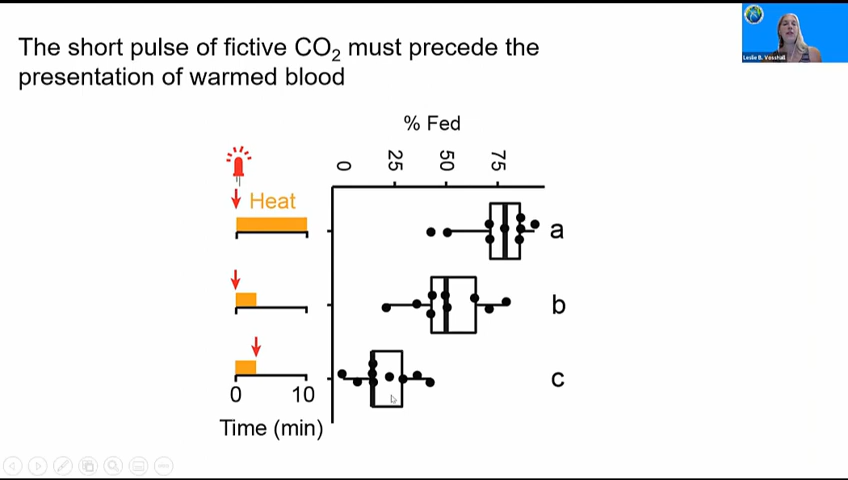 The short pulse of fictive CO₂ must precede the
presentation of warmed blood
Leslie B. Vosshall
% Fed
0 25 50 75
Heat
a
b
c
0 10
Time (min)